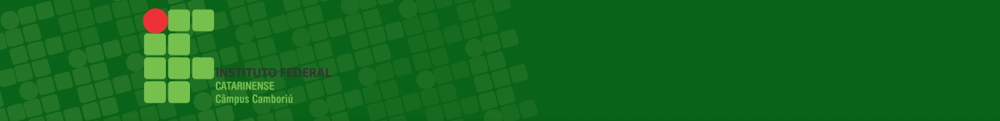 INSTITUTO FEDERAL
CATARINENSE
Câmpus Camboriú